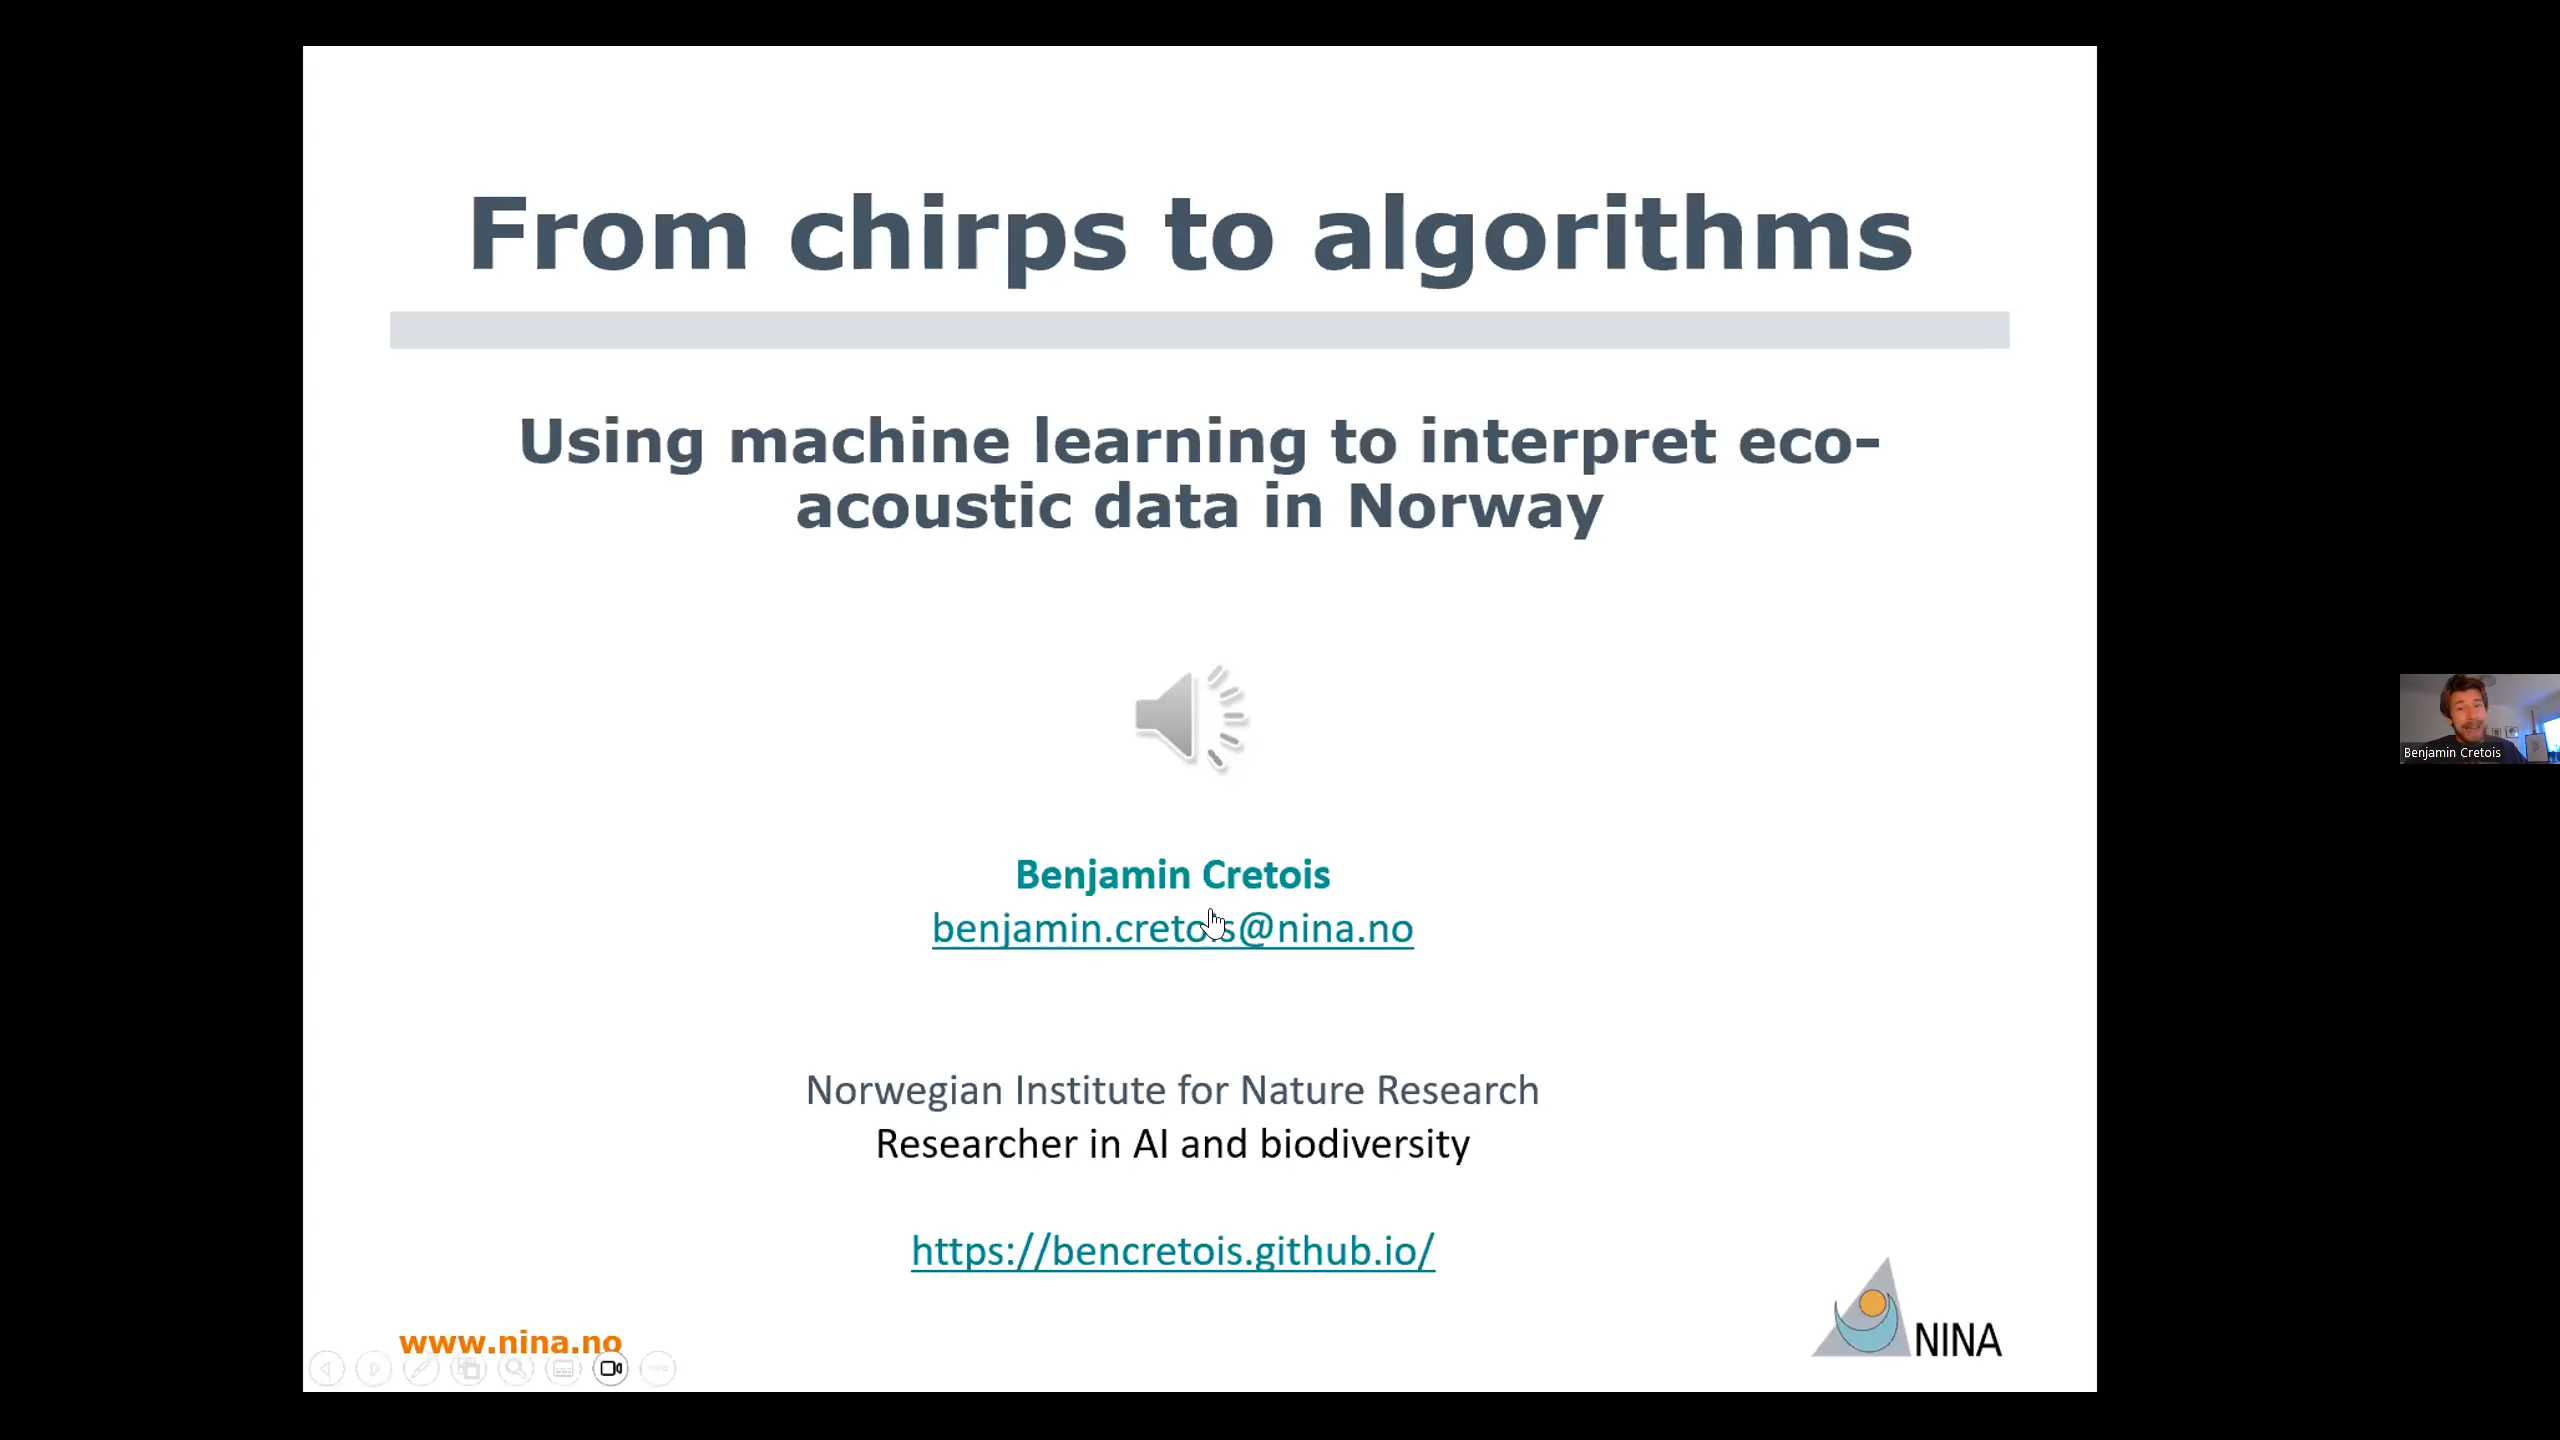 From chirps to algorithms
Using machine learning to interpret eco-
acoustic data in Norway
Benjamin Cretois
benjamin.cretois@nina.no
Norwegian Institute for Nature Research
Researcher in AI and biodiversity
https://bencretois.github.io/
www.nina.no
NINA
Benjamin Cretois